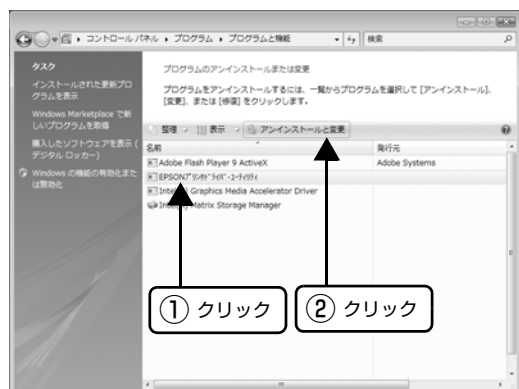 コントロール パネル ▸ プログラム ▸ プログラムと機能
検索
タスク
インストールされた更新プロ
グラムを表示
Windows Marketplace で新
しいプログラムを取得
購入したソフトウェアを表示 (
デジタル ロッカー)
Windows の機能の有効化また
は無効化
プログラムのアンインストールまたは変更
プログラムをアンインストールするには、一覧からプログラムを選択して [アンインストール]、
[変更]、または [修復] をクリックします。
整理 表示 アンインストールと変更
名前 発行元
Adobe Flash Player 9 ActiveX Adobe Systems
EPSONﾌﾟﾘﾝﾀﾄﾞﾗｲﾊﾞ･ﾕｰﾃｨﾘﾃｨ
Graphics Media Accelerator Driver
Matrix Storage Manager
① クリック
② クリック